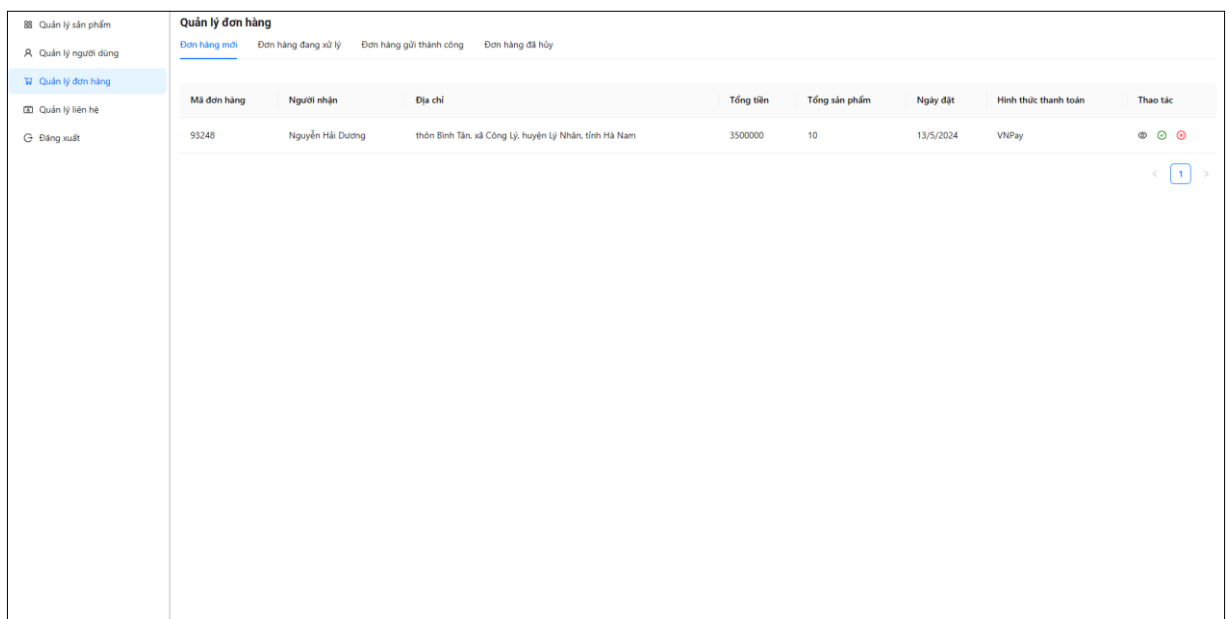 Quản lý sản phẩm
Quản lý người dùng
Quản lý đơn hàng
Quản lý liên hệ
Đăng xuất
Quản lý đơn hàng
Đơn hàng mới Đơn hàng đang xử lý Đơn hàng gửi thành công Đơn hàng đã hủy
Mã đơn hàng Người nhận Địa chỉ Tổng tiền Tổng sản phẩm Ngày đặt Hình thức thanh toán Thao tác
93248 Nguyễn Hải Dương thôn Bình Tân, xã Công Lý, huyện Lý Nhân, tỉnh Hà Nam 3500000 10 13/5/2024 VNPay
< 1 >